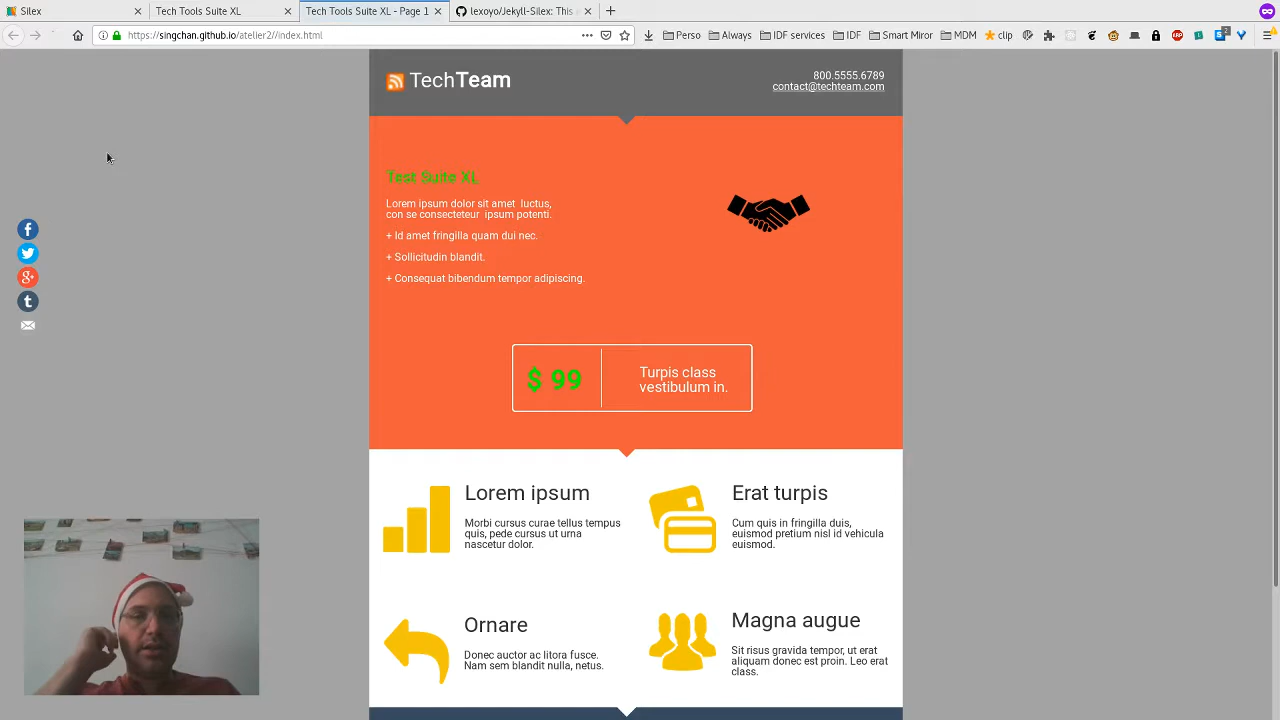 Silex
Tech Tools Suite XL
Tech Tools Suite XL - Page 1
lexoyo/Jekyll-Silex: This
https://singchan.github.io/atelier2//index.html
Perso
Always
IDF services
IDF
Smart Miror
MDM
clip
TechTeam
800.5555.6789
contact@techteam.com
Test Suite XL
Lorem ipsum dolor sit amet luctus,
con se consecteteur ipsum potenti.
+ Id amet fringilla quam dui nec.
+ Sollicitudin blandit.
+ Consequat bibendum tempor adipiscing.
$ 99
Turpis class
vestibulum in.
Lorem ipsum
Morbi cursus curae tellus tempus
quis, pede cursus ut urna
nascetur dolor.
Erat turpis
Cum quis in fringilla duis,
euismod pretium nisl id vehicula
euismod.
Ornare
Donec auctor ac litora fusce.
Nam sem blandit nulla, netus.
Magna augue
Sit risus gravida tempor, ut erat
aliquam donec est proin. Leo erat
class.